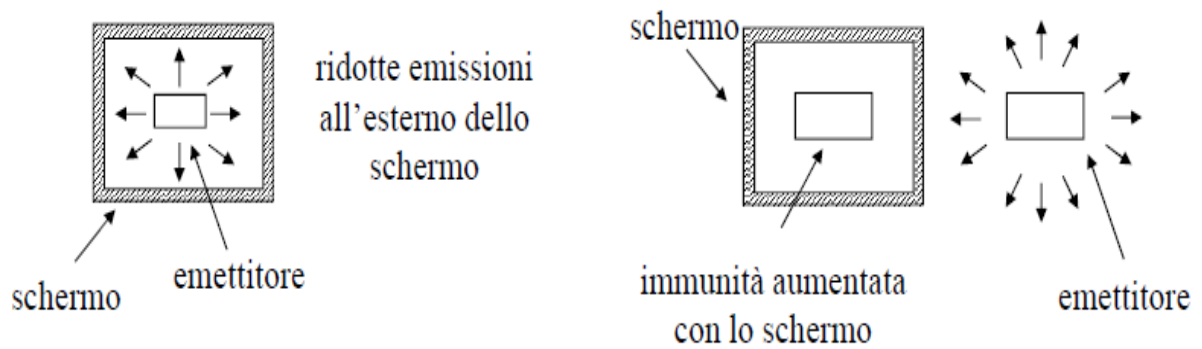 ridotte emissioni
all'esterno dello
schermo
schermo
emettitore
schermo
immunità aumentata
con lo schermo
emettitore